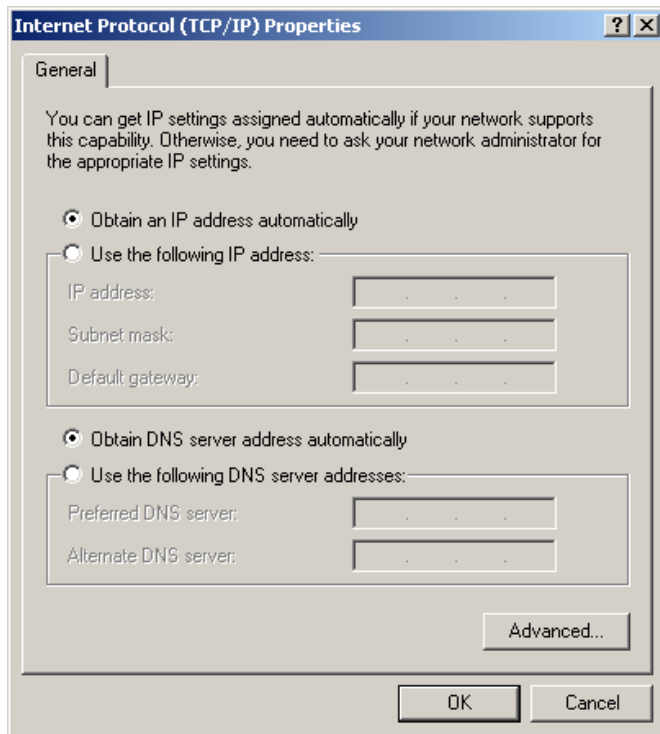 Internet Protocol (TCP/IP) Properties
General
You can get IP settings assigned automatically if your network supports
this capability. Otherwise, you need to ask your network administrator for
the appropriate IP settings.
Obtain an IP address automatically
Use the following IP address:
IP address:
Subnet mask:
Default gateway:
Obtain DNS server address automatically
Use the following DNS server addresses:
Preferred DNS server:
Alternate DNS server:
Advanced...
OK Cancel